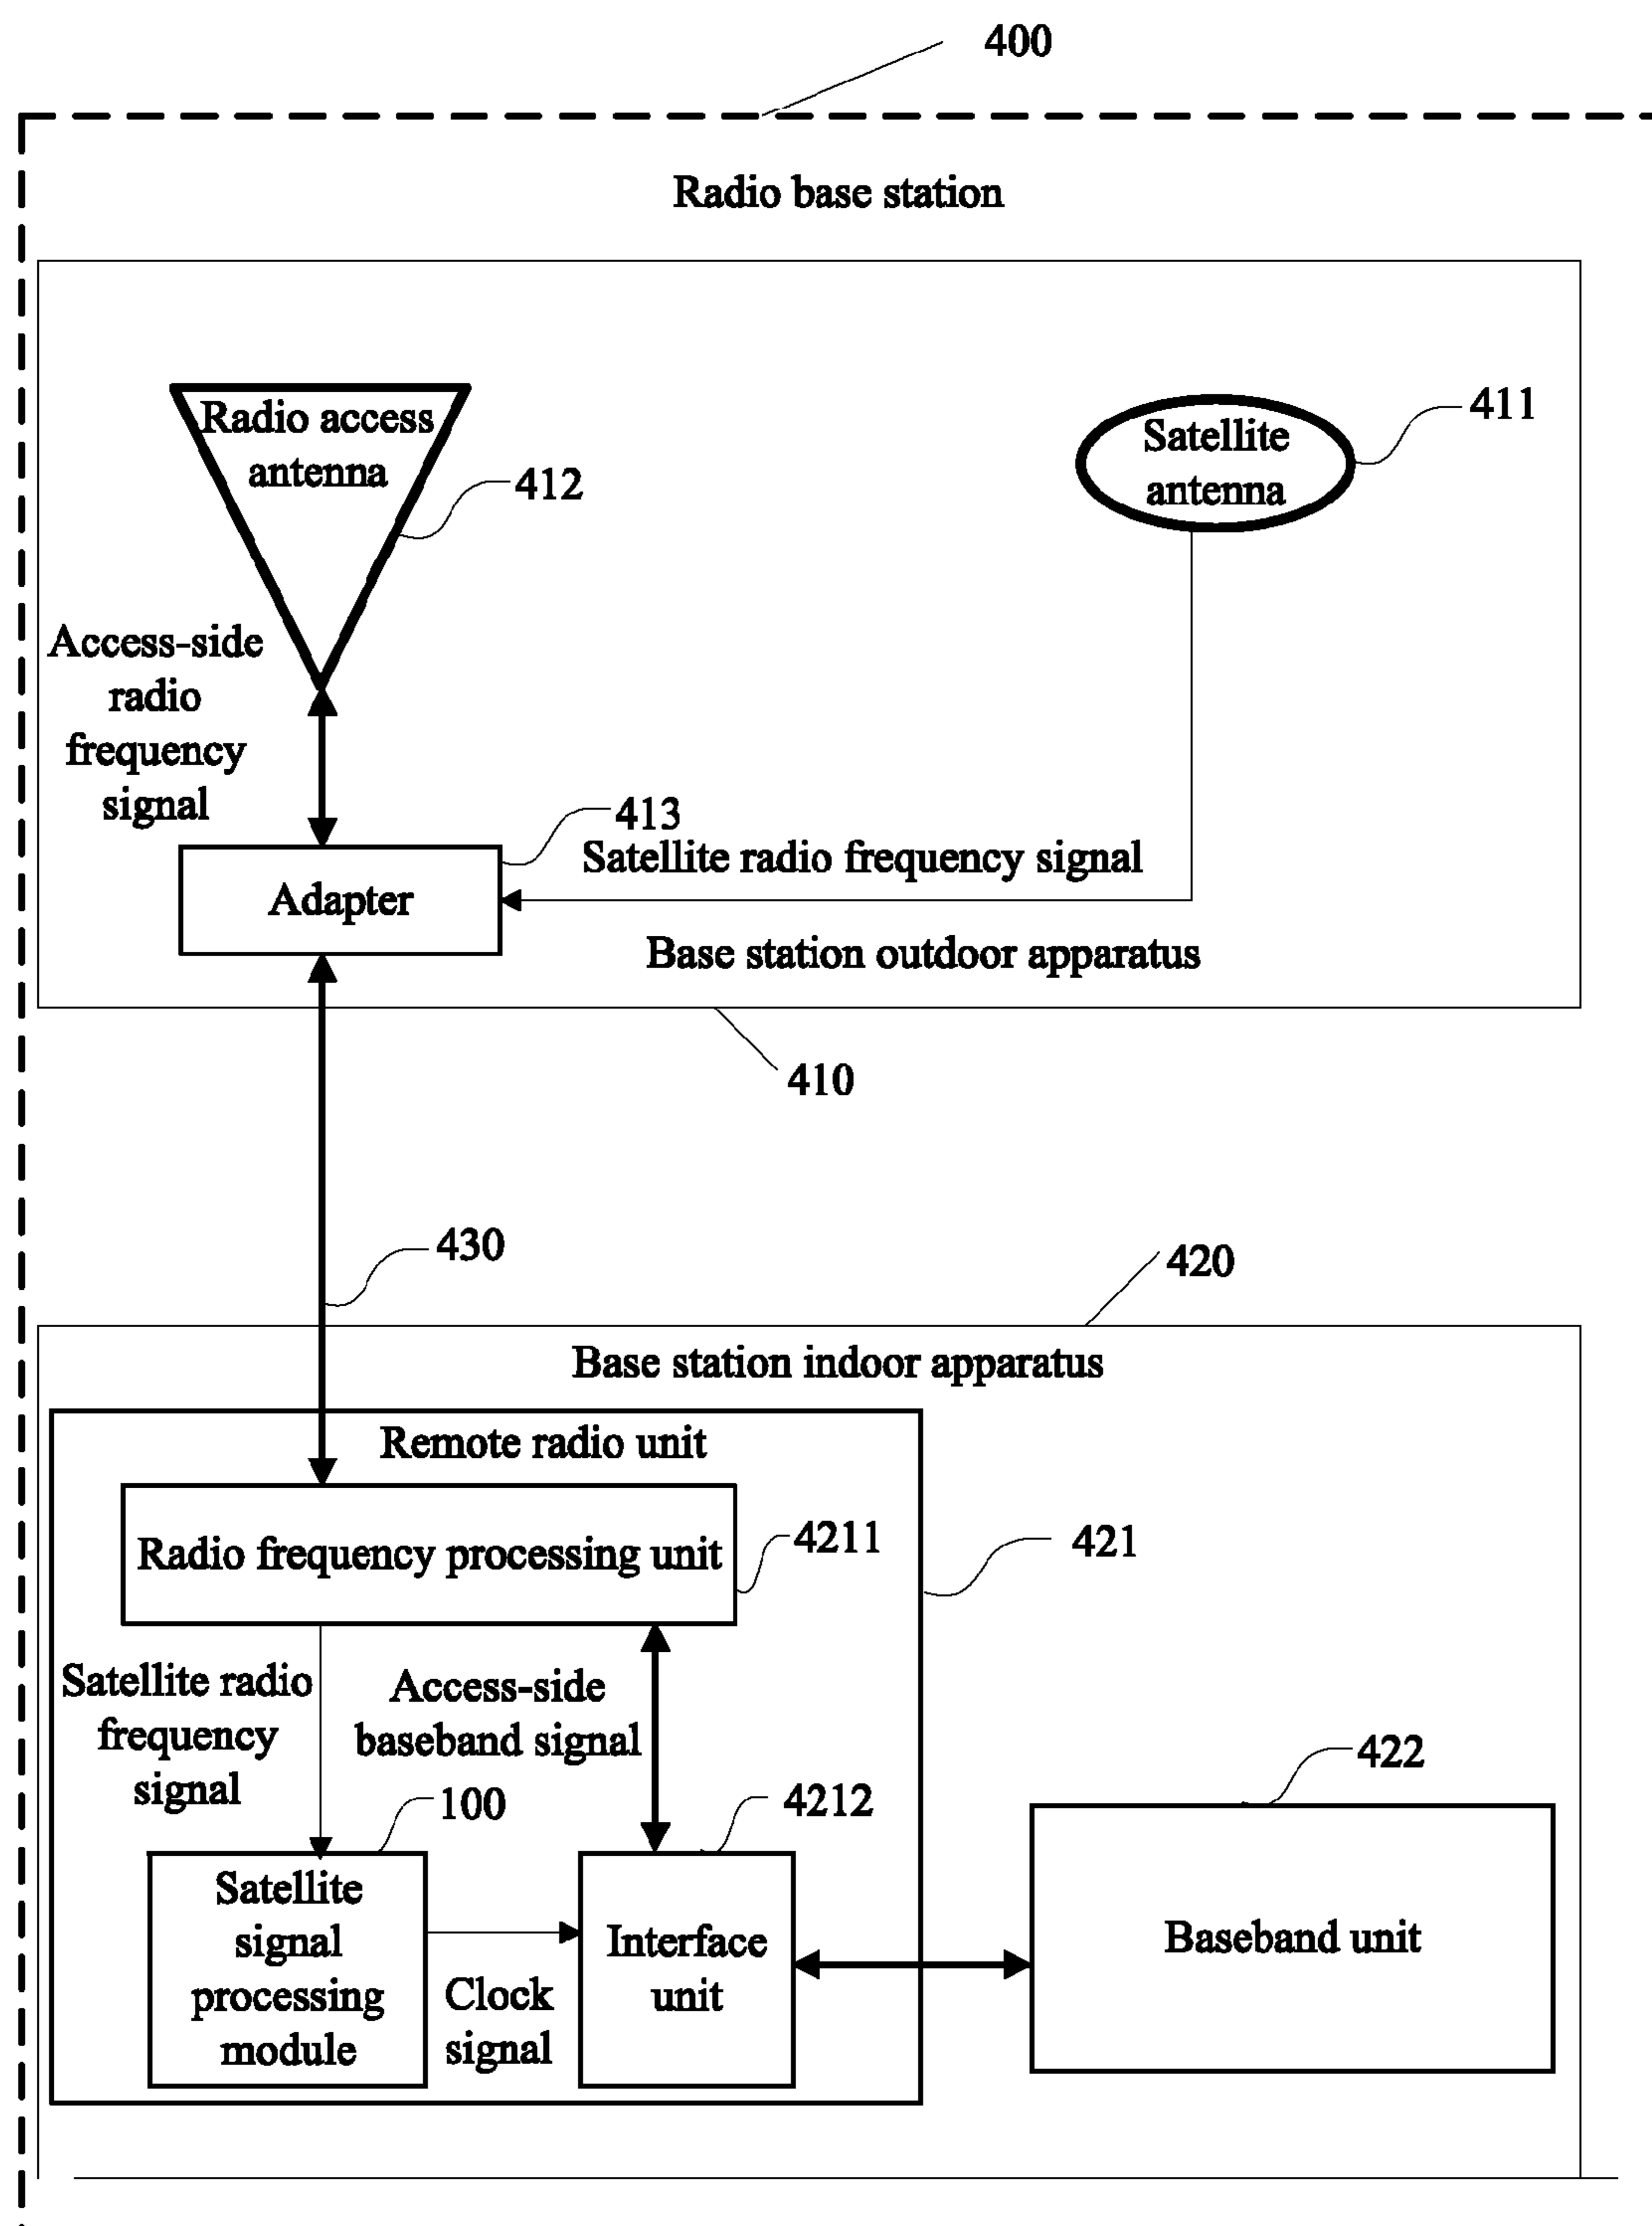 400
Radio base station
Radio access
antenna
412
Satellite
antenna
411
Access-side
radio
frequency
signal
413
Satellite radio frequency signal
Adapter
Base station outdoor apparatus
410
430
420
Base station indoor apparatus
Remote radio unit
Radio frequency processing unit
4211
421
Satellite radio
frequency
signal
Access-side
baseband signal
100
4212
422
Satellite
signal
processing
module
Clock
signal
Interface
unit
Baseband unit